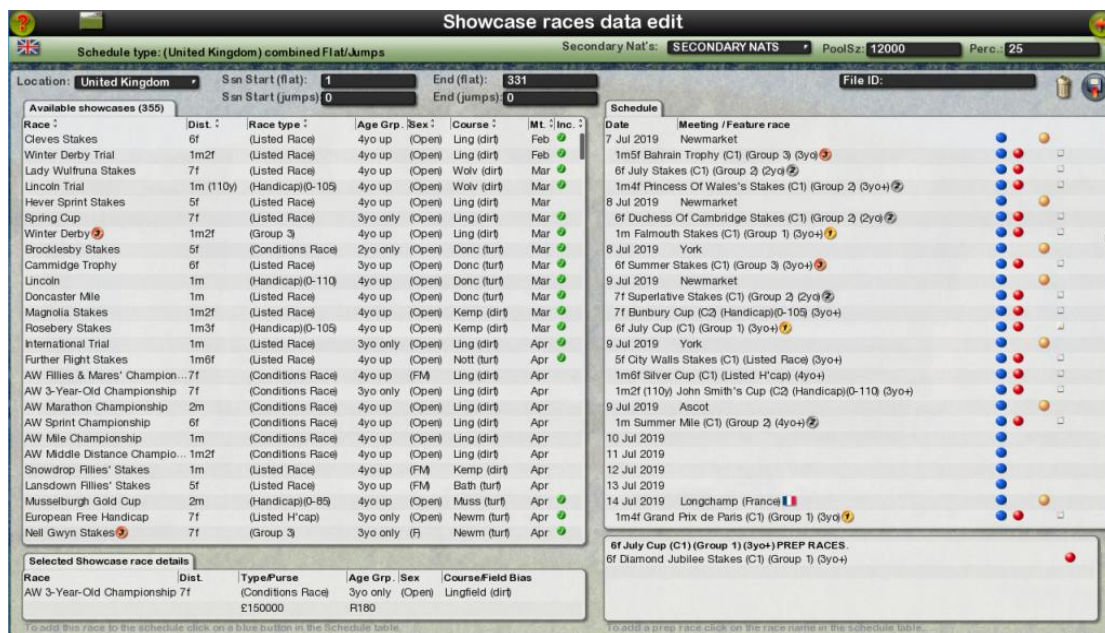 Showcase races data edit
Schedule type: (United Kingdom) combined Flat/Jumps Secondary Nat's: SECONDARY NATS PoolSz: 12000 Perc.: 25
Location: United Kingdom Ssn Start (flat): 1 End (flat): 331 File ID:
Ssn Start (jumps): 0 End (jumps): 0
Available showcases (355)
Race Dist. Race type Age Grp. Sex Course Mt. Inc.
Cleves Stakes 6f (Listed Race) 4yo up (Open) Ling (dirt) Feb
Winter Derby Trial 1m2f (Listed Race) 4yo up (Open) Ling (dirt) Feb
Lady Wulfruna Stakes 7f (Listed Race) 4yo up (Open) Wolv (dirt) Mar
Lincoln Trial 1m (110y) (Handicap)(0-105) 4yo up (Open) Wolv (dirt) Mar
Hever Sprint Stakes 5f (Listed Race) 4yo up (Open) Ling (dirt) Mar
Spring Cup 7f (Listed Race) 3yo only (Open) Ling (dirt) Mar
Winter Derby 3 1m2f (Group 3) 4yo up (Open) Ling (dirt) Mar
Brocklesby Stakes 5f (Conditions Race) 2yo only (Open) Donc (turf) Mar
Cammidge Trophy 6f (Listed Race) 3yo up (Open) Donc (turf) Mar
Lincoln 1m (Handicap)(0-110) 4yo up (Open) Donc (turf) Mar
Doncaster Mile 1m (Listed Race) 4yo up (Open) Donc (turf) Mar
Magnolia Stakes 1m2f (Listed Race) 4yo up (Open) Kemp (dirt) Mar
Rosebery Stakes 1m3f (Handicap)(0-105) 4yo up (Open) Kemp (dirt) Mar
International Trial 1m (Listed Race) 3yo only (Open) Ling (dirt) Apr
Further Flight Stakes 1m6f (Listed Race) 4yo up (Open) Nott (turf) Apr
AW Fillies & Mares' Champion... 7f (Conditions Race) 4yo up (FM) Ling (dirt) Apr
AW 3-Year-Old Championship 7f (Conditions Race) 3yo only (Open) Ling (dirt) Apr
AW Marathon Championship 2m (Conditions Race) 4yo up (Open) Ling (dirt) Apr
AW Sprint Championship 6f (Conditions Race) 4yo up (Open) Ling (dirt) Apr
AW Mile Championship 1m (Conditions Race) 4yo up (Open) Ling (dirt) Apr
AW Middle Distance Champio... 1m2f (Conditions Race) 4yo up (Open) Ling (dirt) Apr
Snowdrop Fillies' Stakes 1m (Listed Race) 4yo up (FM) Kemp (dirt) Apr
Lansdown Fillies' Stakes 5f (Listed Race) 3yo up (FM) Bath (turf) Apr
Musselburgh Gold Cup 2m (Handicap)(0-85) 4yo up (Open) Muss (turf) Apr
European Free Handicap 7f (Listed H'cap) 3yo only (Open) Newm (turf) Apr
Nell Gwyn Stakes 3 7f (Group 3) 3yo only (F) Newm (turf) Apr
Selected Showcase race details
Race Dist. Type/Purse Age Grp. Sex Course/Field Bias
AW 3-Year-Old Championship 7f (Conditions Race) 3yo only (Open) Lingfield (dirt)
£150000 R180
To add this race to the schedule click on a blue button in the Schedule table.
Schedule
Date Meeting / Feature race
7 Jul 2019 Newmarket
1m5f Bahrain Trophy (C1) (Group 3) (3yo) 3
6f July Stakes (C1) (Group 2) (2yo) 2
1m4f Princess Of Wales's Stakes (C1) (Group 2) (3yo+) 2
8 Jul 2019 Newmarket
6f Duchess Of Cambridge Stakes (C1) (Group 2) (2yo) 2
1m Falmouth Stakes (C1) (Group 1) (3yo+) 1
8 Jul 2019 York
6f Summer Stakes (C1) (Group 3) (3yo+) 3
9 Jul 2019 Newmarket
7f Superlative Stakes (C1) (Group 2) (2yo) 2
7f Bunbury Cup (C2) (Handicap)(0-105) (3yo+)
6f July Cup (C1) (Group 1) (3yo+) 1
9 Jul 2019 York
5f City Walls Stakes (C1) (Listed Race) (3yo+)
1m6f Silver Cup (C1) (Listed H'cap) (4yo+)
1m2f (110y) John Smith's Cup (C2) (Handicap)(0-110) (3yo+)
9 Jul 2019 Ascot
1m Summer Mile (C1) (Group 2) (4yo+) 2
10 Jul 2019
11 Jul 2019
12 Jul 2019
13 Jul 2019
14 Jul 2019 Longchamp (France)
1m4f Grand Prix de Paris (C1) (Group 1) (3yo) 1
6f July Cup (C1) (Group 1) (3yo+) PREP RACES.
6f Diamond Jubilee Stakes (C1) (Group 1) (3yo+)
To add a prep race click on the race name in the schedule table.